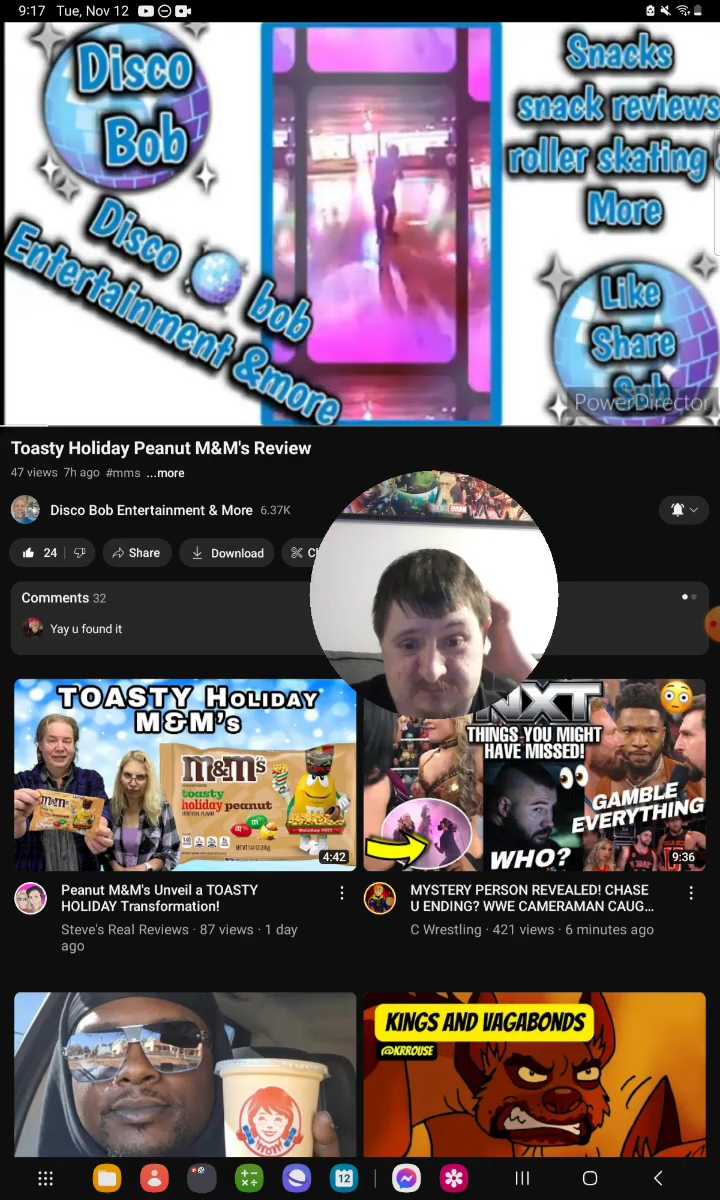 9:17 Tue, Nov 12
Disco
Bob
Disco bob
Entertainment &more
Snacks
snack reviews
roller skating
More
Like
Share
Sub
PowerDirector
Toasty Holiday Peanut M&M's Review
47 views 7h ago #mms ...more
Disco Bob Entertainment & More 6.37K
24
Share
Download
Comments 32
Yay u found it
TOASTY HOLIDAY
M&M's
m&m's
toasty
holiday peanut
4:42
NXT
THINGS YOU MIGHT
HAVE MISSED!
GAMBLE
EVERYTHING
WHO?
9:36
Peanut M&M's Unveil a TOASTY
HOLIDAY Transformation!
Steve's Real Reviews · 87 views · 1 day
ago
MYSTERY PERSON REVEALED! CHASE
U ENDING? WWE CAMERAMAN CAUG...
C Wrestling · 421 views · 6 minutes ago
KINGS AND VAGABONDS
@KRROUSE
12